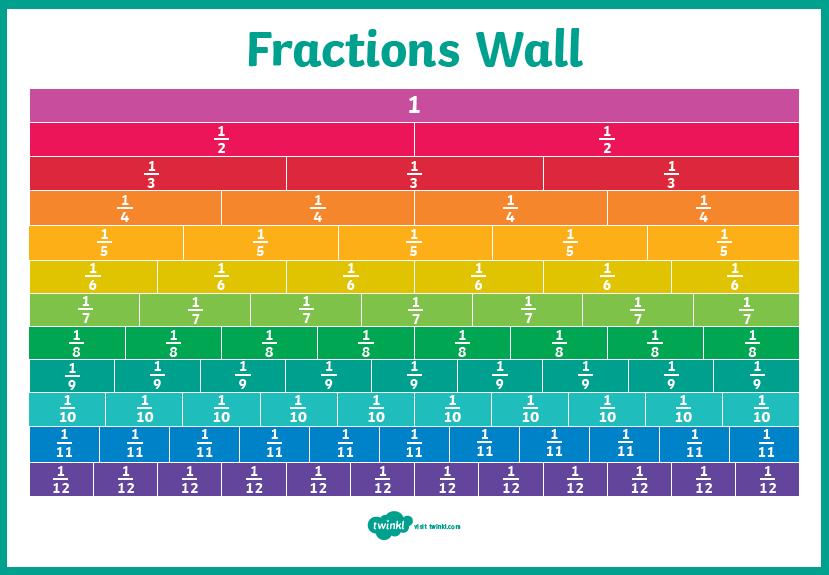 Fractions Wall
1
1/2 1/2
1/3 1/3 1/3
1/4 1/4 1/4 1/4
1/5 1/5 1/5 1/5 1/5
1/6 1/6 1/6 1/6 1/6 1/6
1/7 1/7 1/7 1/7 1/7 1/7 1/7
1/8 1/8 1/8 1/8 1/8 1/8 1/8 1/8
1/9 1/9 1/9 1/9 1/9 1/9 1/9 1/9 1/9
1/10 1/10 1/10 1/10 1/10 1/10 1/10 1/10 1/10 1/10
1/11 1/11 1/11 1/11 1/11 1/11 1/11 1/11 1/11 1/11 1/11
1/12 1/12 1/12 1/12 1/12 1/12 1/12 1/12 1/12 1/12 1/12 1/12
twinkl visit twinkl.com